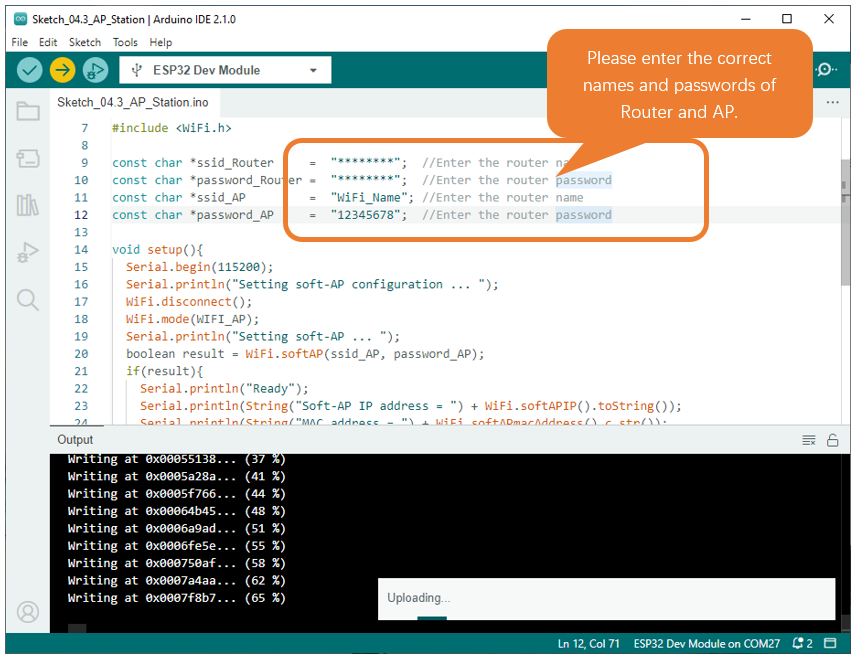 Sketch_04.3_AP_Station | Arduino IDE 2.1.0
File Edit Sketch Tools Help
ESP32 Dev Module
Please enter the correct
names and passwords of
Router and AP.
Sketch_04.3_AP_Station.ino
7 #include <WiFi.h>
8
9 const char *ssid_Router = "********"; //Enter the router
10 const char *password_Router = "********"; //Enter the router password
11 const char *ssid_AP = "WiFi_Name"; //Enter the router name
12 const char *password_AP = "12345678"; //Enter the router password
13
14 void setup(){
15 Serial.begin(115200);
16 Serial.println("Setting soft-AP configuration ... ");
17 WiFi.disconnect();
18 WiFi.mode(WIFI_AP);
19 Serial.println("Setting soft-AP ... ");
20 boolean result = WiFi.softAP(ssid_AP, password_AP);
21 if(result){
22 Serial.println("Ready");
23 Serial.println(String("Soft-AP IP address = ") + WiFi.softAPIP().toString());
24 Serial.println(String("MAC address = ") + WiFi.softAPmacAddress().c_str());
Output
Writing at 0x00055138... (37 %)
Writing at 0x0005a28a... (41 %)
Writing at 0x0005f766... (44 %)
Writing at 0x00064b45... (48 %)
Writing at 0x0006a9ad... (51 %)
Writing at 0x0006fe5e... (55 %)
Writing at 0x000750af... (58 %)
Writing at 0x0007a4aa... (62 %)
Writing at 0x0007f8b7... (65 %)
Uploading...
Ln 12, Col 71 ESP32 Dev Module on COM27 2